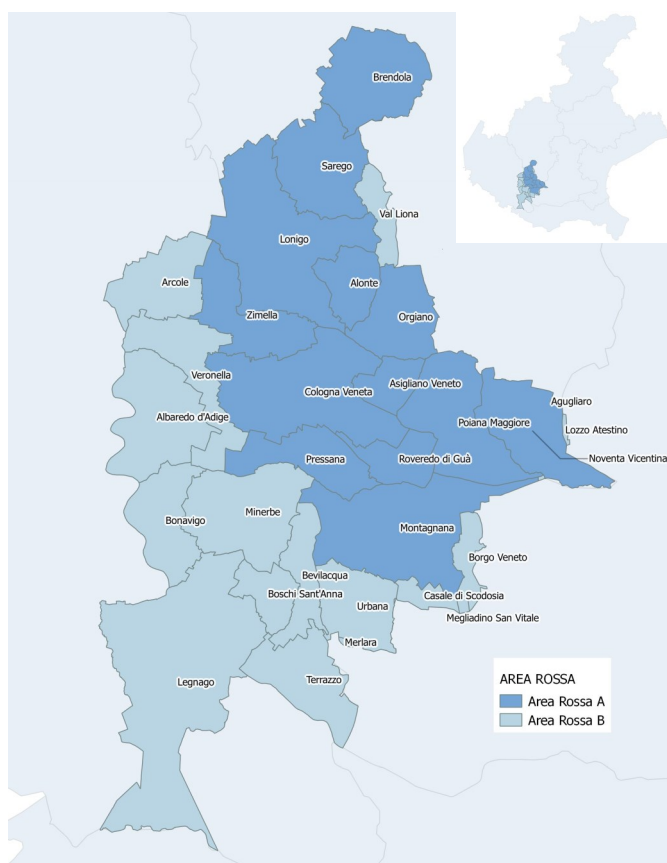 Brendola
Sarego
Val Liona
Lonigo
Arcole
Alonte
Zimella
Orgiano
Veronella
Asigliano Veneto
Cologna Veneta
Agugliaro
Albaredo d'Adige
Poiana Maggiore
Lozzo Atestino
Pressana
Roveredo di Guà
Noventa Vicentina
Minerbe
Bonavigo
Montagnana
Borgo Veneto
Bevilacqua
Boschi Sant'Anna
Casale di Scodosia
Urbana
Megliadino San Vitale
Merlara
Legnago
Terrazzo
AREA ROSSA
Area Rossa A
Area Rossa B